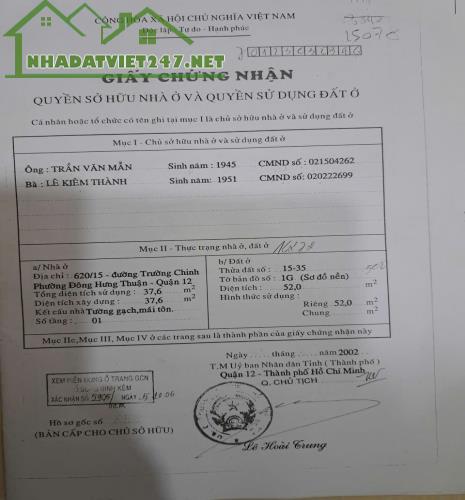 CỘNG HÒA XÃ HỘI CHỦ NGHĨA VIỆT NAM
Độc lập - Tự do - Hạnh phúc
NHADATVIET247.NET
GIẤY CHỨNG NHẬN
QUYỀN SỞ HỮU NHÀ Ở VÀ QUYỀN SỬ DỤNG ĐẤT Ở
Cá nhân hoặc tổ chức có tên ghi tại mục I là chủ sở hữu nhà ở và sử dụng đất ở
Mục I - Chủ sở hữu nhà ở và sử dụng đất ở
Ông : TRẦN VĂN MẪN Sinh năm : 1945 CMND số : 021504262
Bà : LÊ KIÊM THÀNH Sinh năm: 1951 CMND số: 020222699
Mục II - Thực trạng nhà ở, đất ở
a/ Nhà ở
Địa chỉ : 620/15 - đường Trường Chinh
Phường Đông Hưng Thuận - Quận 12
Tổng diện tích sử dụng : 37,6 m2
Diện tích xây dựng : 37,6 m2
Kết cấu nhà Tường gạch,mái tôn.
Số tầng : 01
b/ Đất ở
Thửa đất số : 15-35
Tờ bản đồ số : 1G (Sơ đồ nền)
Diện tích : 52,0 m2
Hình thức sử dụng:
Riêng : 52,0 m2
Chung : m2
Mục IIc, Mục III, Mục IV ở các trang sau là thành phần của giấy chứng nhận này
Ngày tháng năm 2002
T.M Uỷ ban Nhân dân Tỉnh ( Thành phố )
Quận 12 - Thành phố Hồ Chí Minh
Q. CHỦ TỊCH
XÁC NHẬN SỐ
Hồ sơ gốc số
(BẢN CẤP CHO CHỦ SỞ HỮU)
Lê Hoài Trung